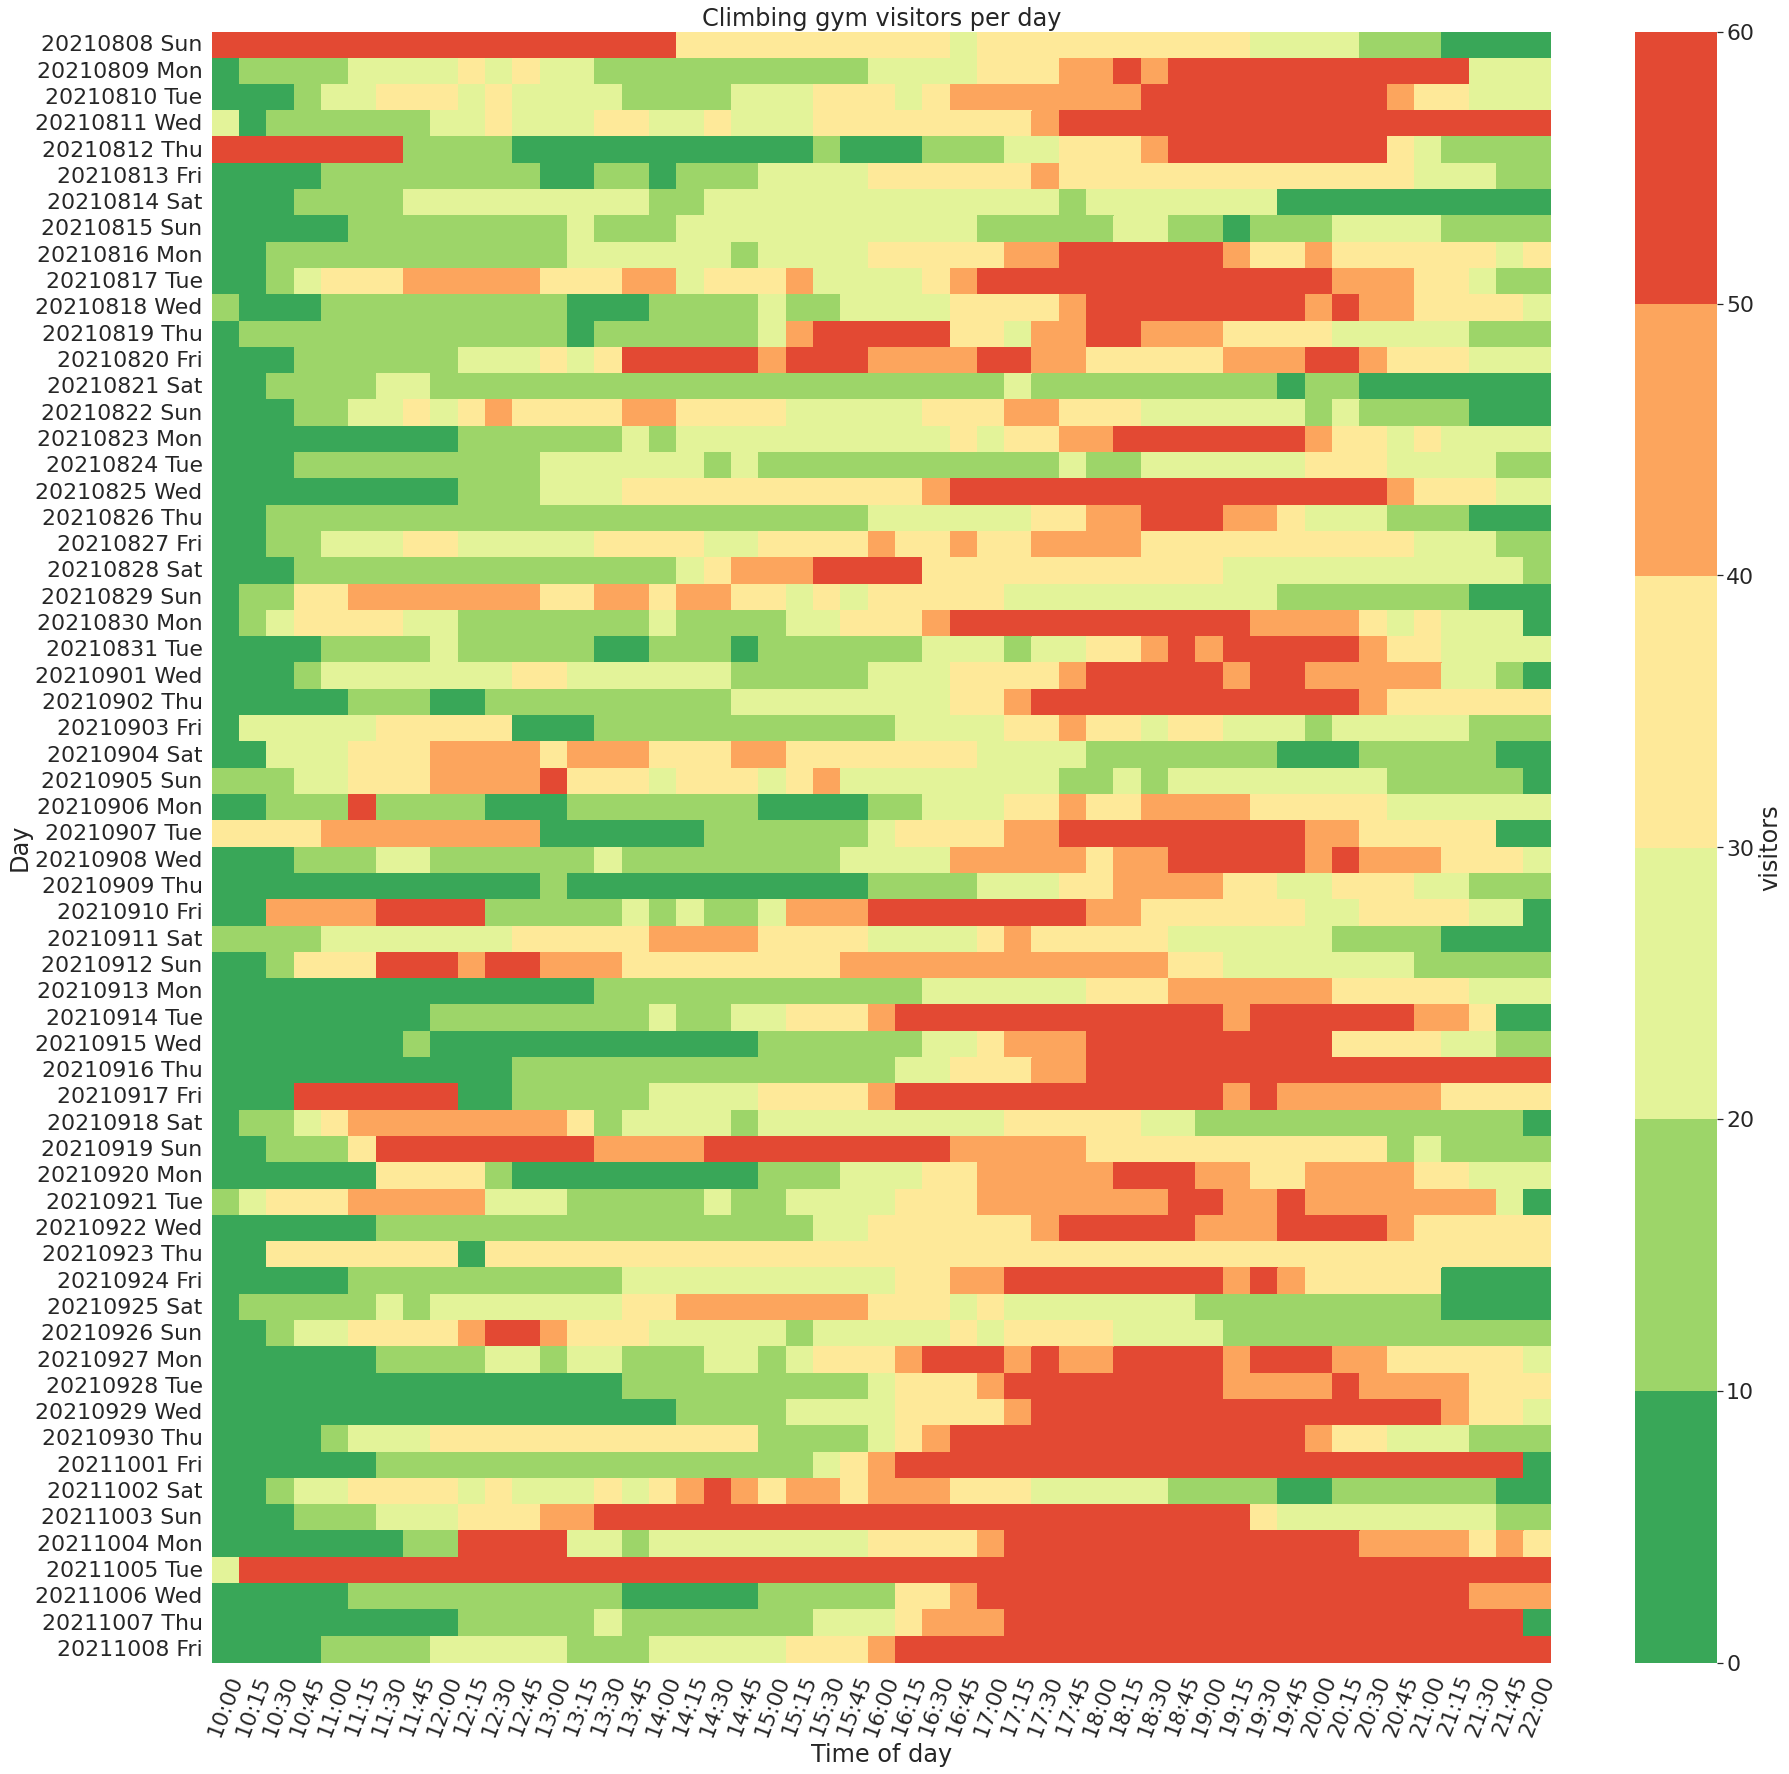 Climbing gym visitors per day
20210808 Sun
20210809 Mon
20210810 Tue
20210811 Wed
20210812 Thu
20210813 Fri
20210814 Sat
20210815 Sun
20210816 Mon
20210817 Tue
20210818 Wed
20210819 Thu
20210820 Fri
20210821 Sat
20210822 Sun
20210823 Mon
20210824 Tue
20210825 Wed
20210826 Thu
20210827 Fri
20210828 Sat
20210829 Sun
20210830 Mon
20210831 Tue
20210901 Wed
20210902 Thu
20210903 Fri
20210904 Sat
20210905 Sun
20210906 Mon
20210907 Tue
20210908 Wed
20210909 Thu
20210910 Fri
20210911 Sat
20210912 Sun
20210913 Mon
20210914 Tue
20210915 Wed
20210916 Thu
20210917 Fri
20210918 Sat
20210919 Sun
20210920 Mon
20210921 Tue
20210922 Wed
20210923 Thu
20210924 Fri
20210925 Sat
20210926 Sun
20210927 Mon
20210928 Tue
20210929 Wed
20210930 Thu
20211001 Fri
20211002 Sat
20211003 Sun
20211004 Mon
20211005 Tue
20211006 Wed
20211007 Thu
20211008 Fri
Day
10:00
10:15
10:30
10:45
11:00
11:15
11:30
11:45
12:00
12:15
12:30
12:45
13:00
13:15
13:30
13:45
14:00
14:15
14:30
14:45
15:00
15:15
15:30
15:45
16:00
16:15
16:30
16:45
17:00
17:15
17:30
17:45
18:00
18:15
18:30
18:45
19:00
19:15
19:30
19:45
20:00
20:15
20:30
20:45
21:00
21:15
21:30
21:45
22:00
Time of day
60
50
40
30
20
10
0
visitors